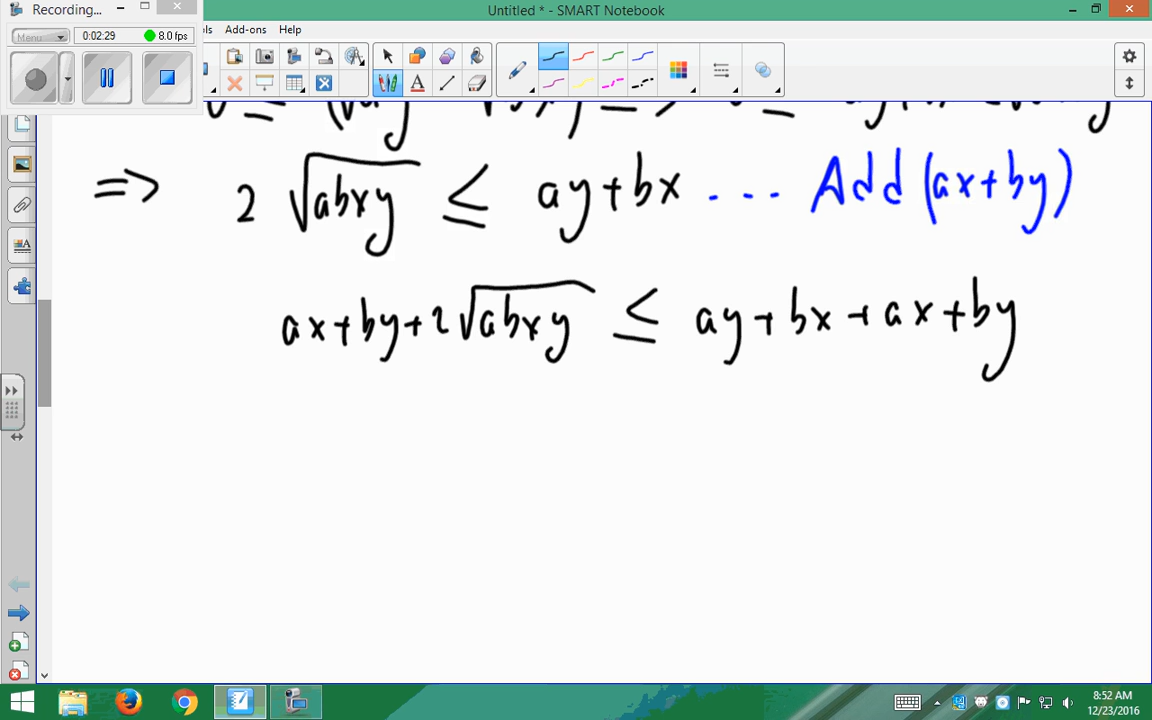 Recording...
Untitled * - SMART Notebook
Menu
0:02:29
8.0 fps
Add-ons Help
=> 2 √abxy ≤ ay+bx ... Add (ax+by)
ax+by+2√abxy ≤ ay+bx+ax+by
8:52 AM
12/23/2016